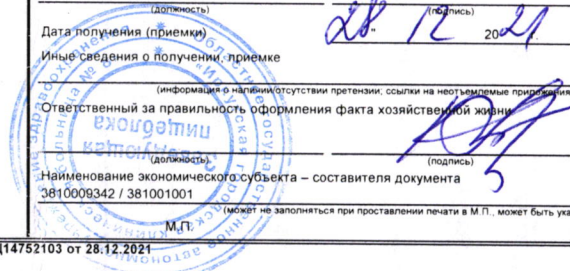 (должность) (подпись)
Дата получения (приемки) "28" 12 2021
Иные сведения о получении, приемке
(информация о наличии/отсутствии претензии; ссылки на неотъемлемые приложения
Ответственный за правильность оформления факта хозяйственной жизни
(должность) (подпись)
Наименование экономического субъекта – составителя документа
3810009342 / 381001001
(может не заполняться при проставлении печати в М.П., может быть ука
М.П.
14752103 от 28.12.2021
Заведующая
пищеблока